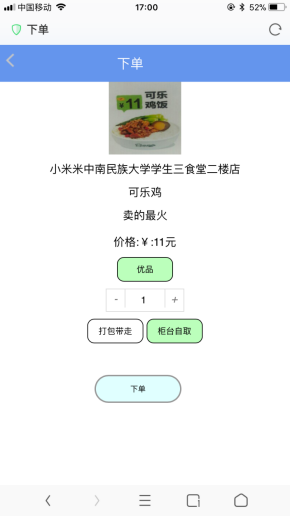 中国移动 17:00 52%
下单
下单
¥11 可乐
鸡饭
小米米中南民族大学学生三食堂二楼店
可乐鸡
卖的最火
价格:¥:11元
优品
- 1 +
打包带走 柜台自取
下单